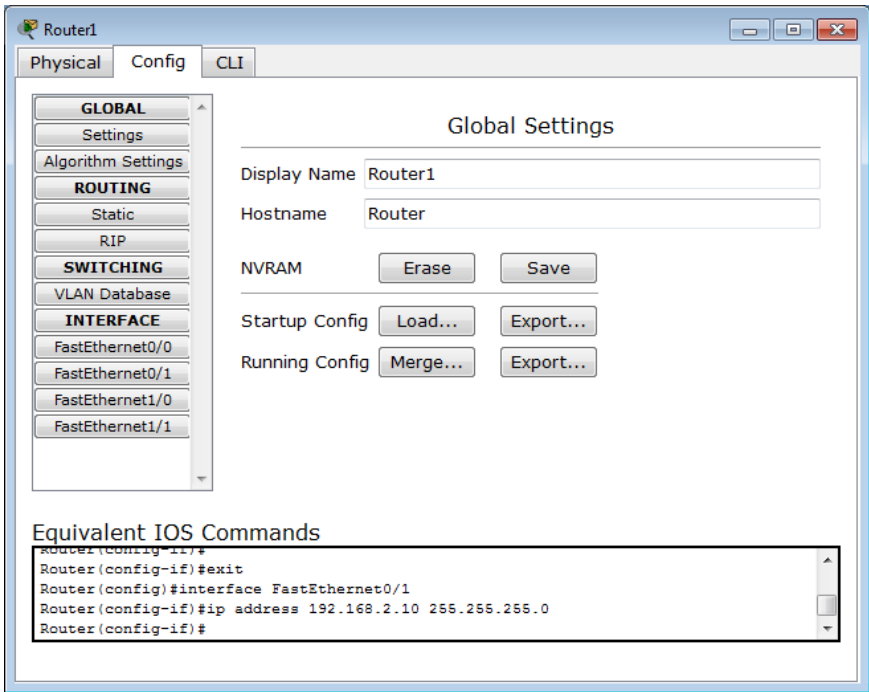 Router1
Physical Config CLI
GLOBAL
Settings
Algorithm Settings
ROUTING
Static
RIP
SWITCHING
VLAN Database
INTERFACE
FastEthernet0/0
FastEthernet0/1
FastEthernet1/0
FastEthernet1/1
Global Settings
Display Name Router1
Hostname Router
NVRAM Erase Save
Startup Config Load... Export...
Running Config Merge... Export...
Equivalent IOS Commands
Router(config-if)#
Router(config-if)#exit
Router(config)#interface FastEthernet0/1
Router(config-if)#ip address 192.168.2.10 255.255.255.0
Router(config-if)#